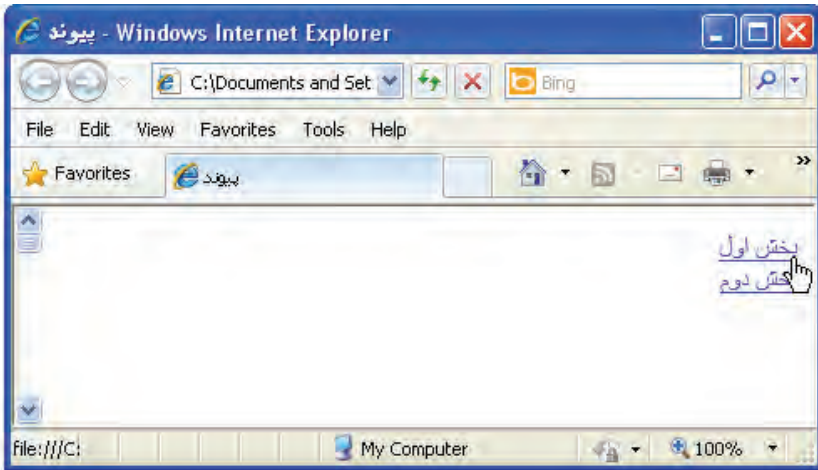 پیوند - Windows Internet Explorer
C:\Documents and Set
Bing
File Edit View Favorites Tools Help
Favorites
پیوند
»
بخش اول
بخش دوم
file:///C:
My Computer
100%